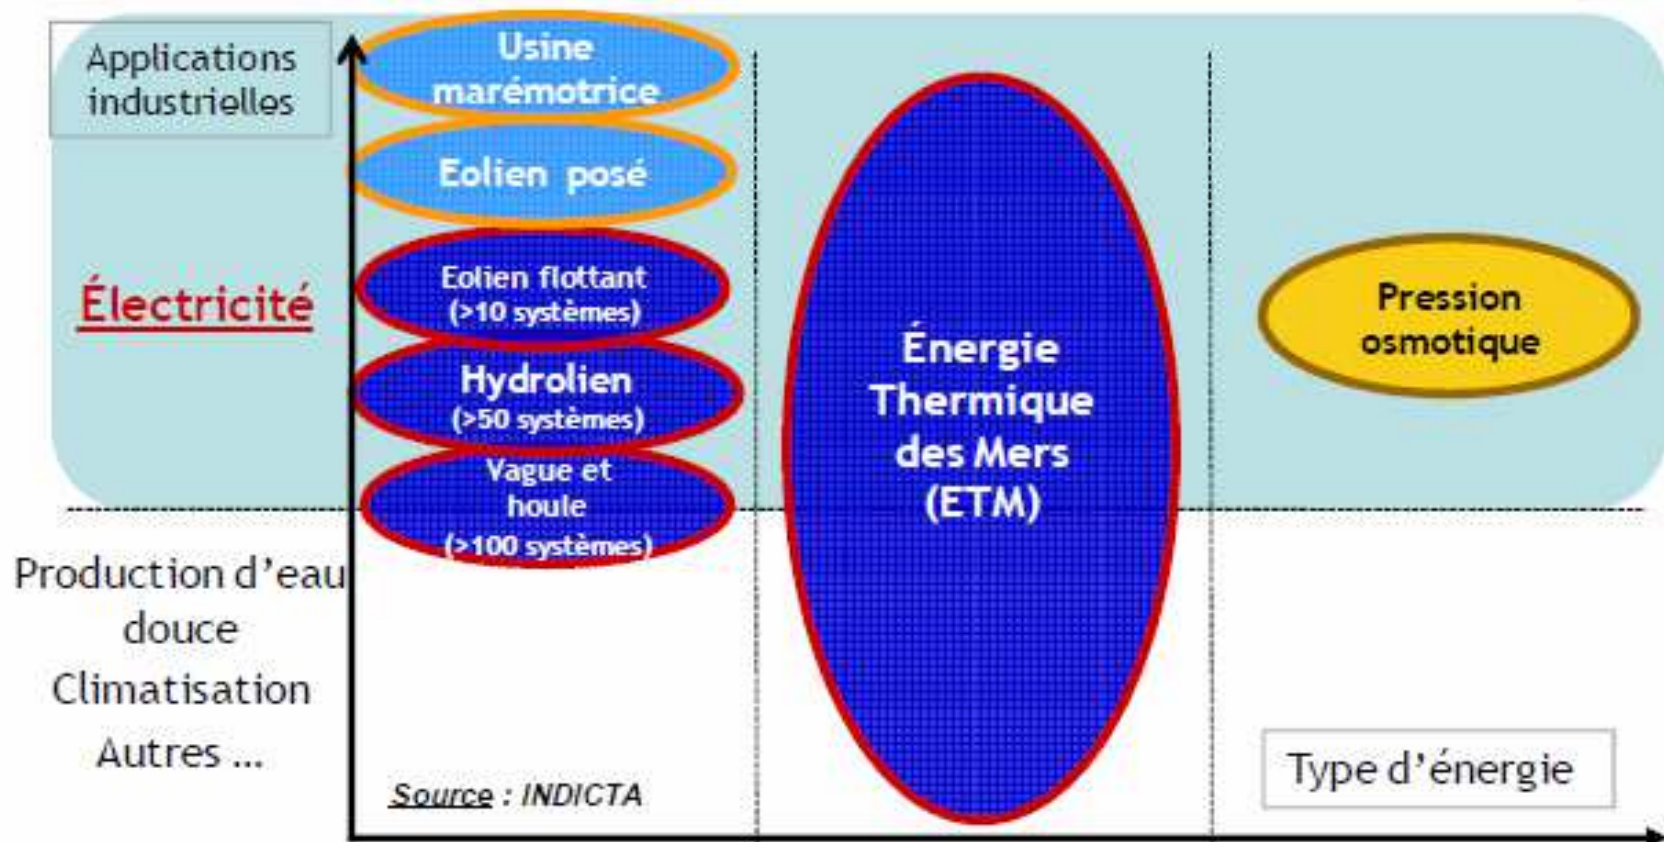 Applications
industrielles
Usine
marémotrice
Eolien posé
Électricité
Eolien flottant
(>10 systèmes)
Hydrolien
(>50 systèmes)
Vague et
houle
(>100 systèmes)
Énergie
Thermique
des Mers
(ETM)
Pression
osmotique
Production d'eau
douce
Climatisation
Autres ...
Source : INDICTA
Type d'énergie